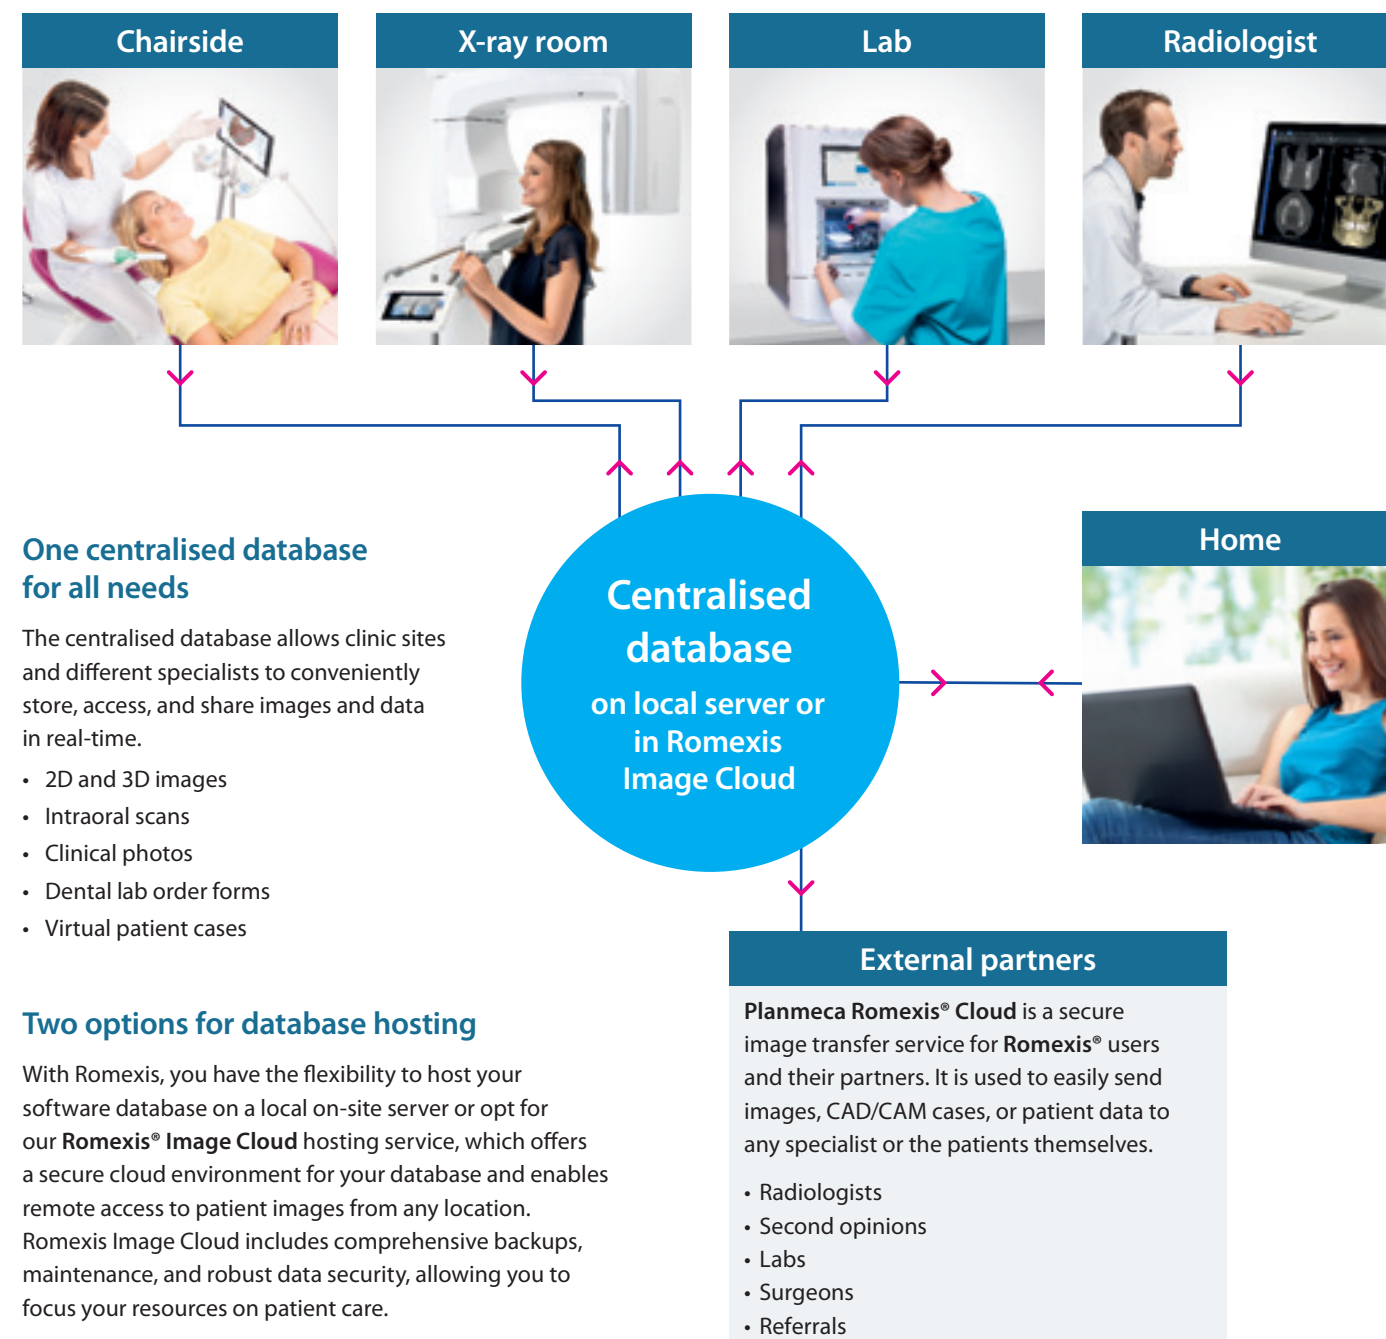 Chairside
X-ray room
Lab
Radiologist
One centralised database
for all needs
The centralised database allows clinic sites
and different specialists to conveniently
store, access, and share images and data
in real-time.
• 2D and 3D images
• Intraoral scans
• Clinical photos
• Dental lab order forms
• Virtual patient cases
Centralised
database
on local server or
in Romexis
Image Cloud
Home
Two options for database hosting
With Romexis, you have the flexibility to host your
software database on a local on-site server or opt for
our Romexis® Image Cloud hosting service, which offers
a secure cloud environment for your database and enables
remote access to patient images from any location.
Romexis Image Cloud includes comprehensive backups,
maintenance, and robust data security, allowing you to
focus your resources on patient care.
External partners
Planmeca Romexis® Cloud is a secure
image transfer service for Romexis® users
and their partners. It is used to easily send
images, CAD/CAM cases, or patient data to
any specialist or the patients themselves.
• Radiologists
• Second opinions
• Labs
• Surgeons
• Referrals